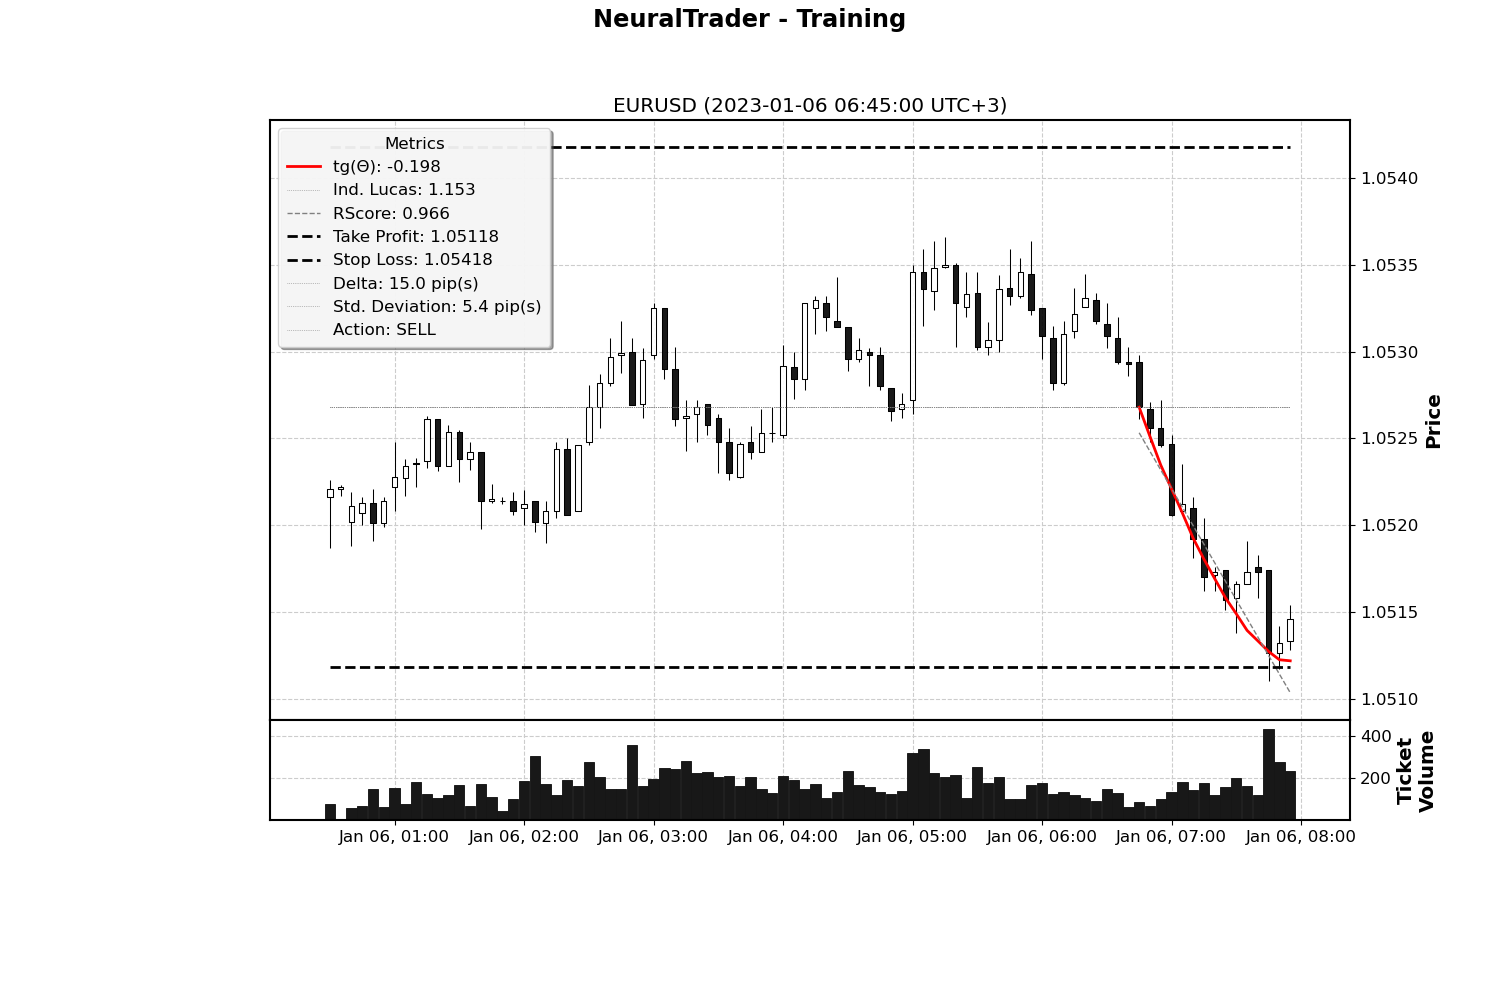 NeuralTrader - Training
EURUSD (2023-01-06 06:45:00 UTC+3)
Metrics
tg(Θ): -0.198
Ind. Lucas: 1.153
RScore: 0.966
Take Profit: 1.05118
Stop Loss: 1.05418
Delta: 15.0 pip(s)
Std. Deviation: 5.4 pip(s)
Action: SELL
1.0540
1.0535
1.0530
1.0525
1.0520
1.0515
1.0510
Price
400
200
Ticket
Volume
Jan 06, 01:00
Jan 06, 02:00
Jan 06, 03:00
Jan 06, 04:00
Jan 06, 05:00
Jan 06, 06:00
Jan 06, 07:00
Jan 06, 08:00